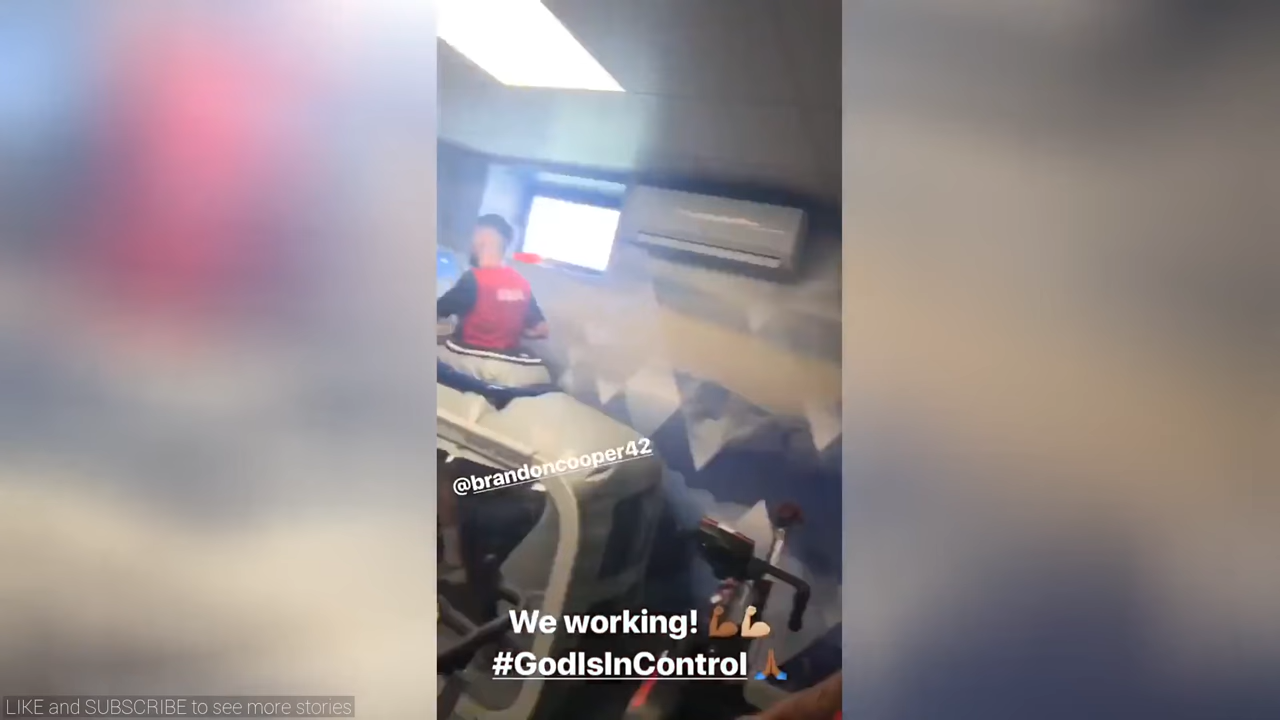 @brandoncooper42
We working! 💪🏾💪🏼
#GodIsInControl 🙏🏾
LIKE and SUBSCRIBE to see more stories